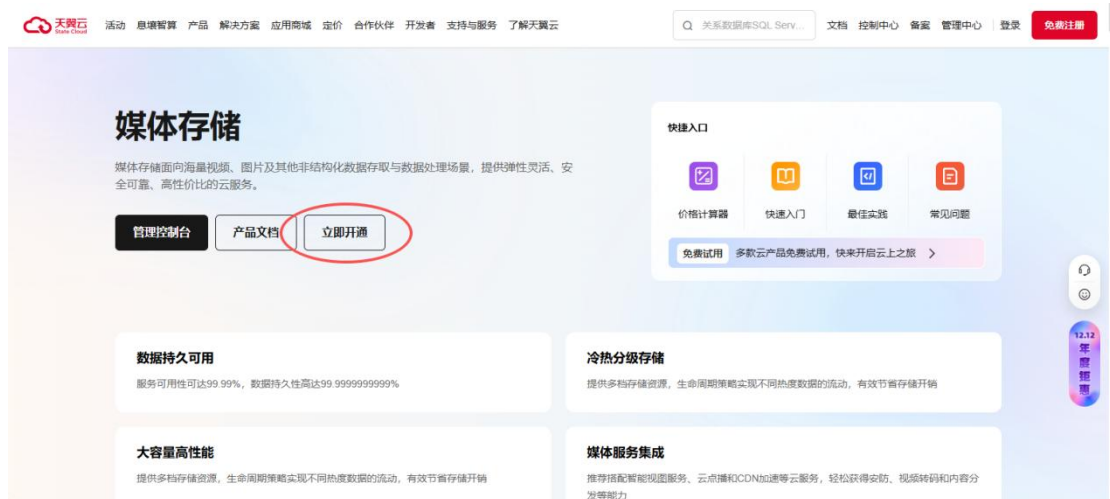 天翼云 活动 息壤智算 产品 解决方案 应用商城 定价 合作伙伴 开发者 支持与服务 了解天翼云 关系数据库SQL Serv... 文档 控制中心 备案 管理中心 登录 免费注册
State Cloud
媒体存储
媒体存储面向海量视频、图片及其他非结构化数据存取与数据处理场景，提供弹性灵活、安
全可靠、高性价比的云服务。
管理控制台 产品文档 立即开通
快捷入口
价格计算器 快速入门 最佳实践 常见问题
免费试用 多款云产品免费试用，快来开启云上之旅
12.12
年
度
钜
惠
数据持久可用
服务可用性可达99.99%，数据持久性高达99.9999999999%
冷热分级存储
提供多档存储资源，生命周期策略实现不同热度数据的流动，有效节省存储开销
大容量高性能
提供多档存储资源，生命周期策略实现不同热度数据的流动，有效节省存储开销
媒体服务集成
推荐搭配智能视图服务、云点播和CDN加速等云服务，轻松获得安防、视频转码和内容分
发等能力